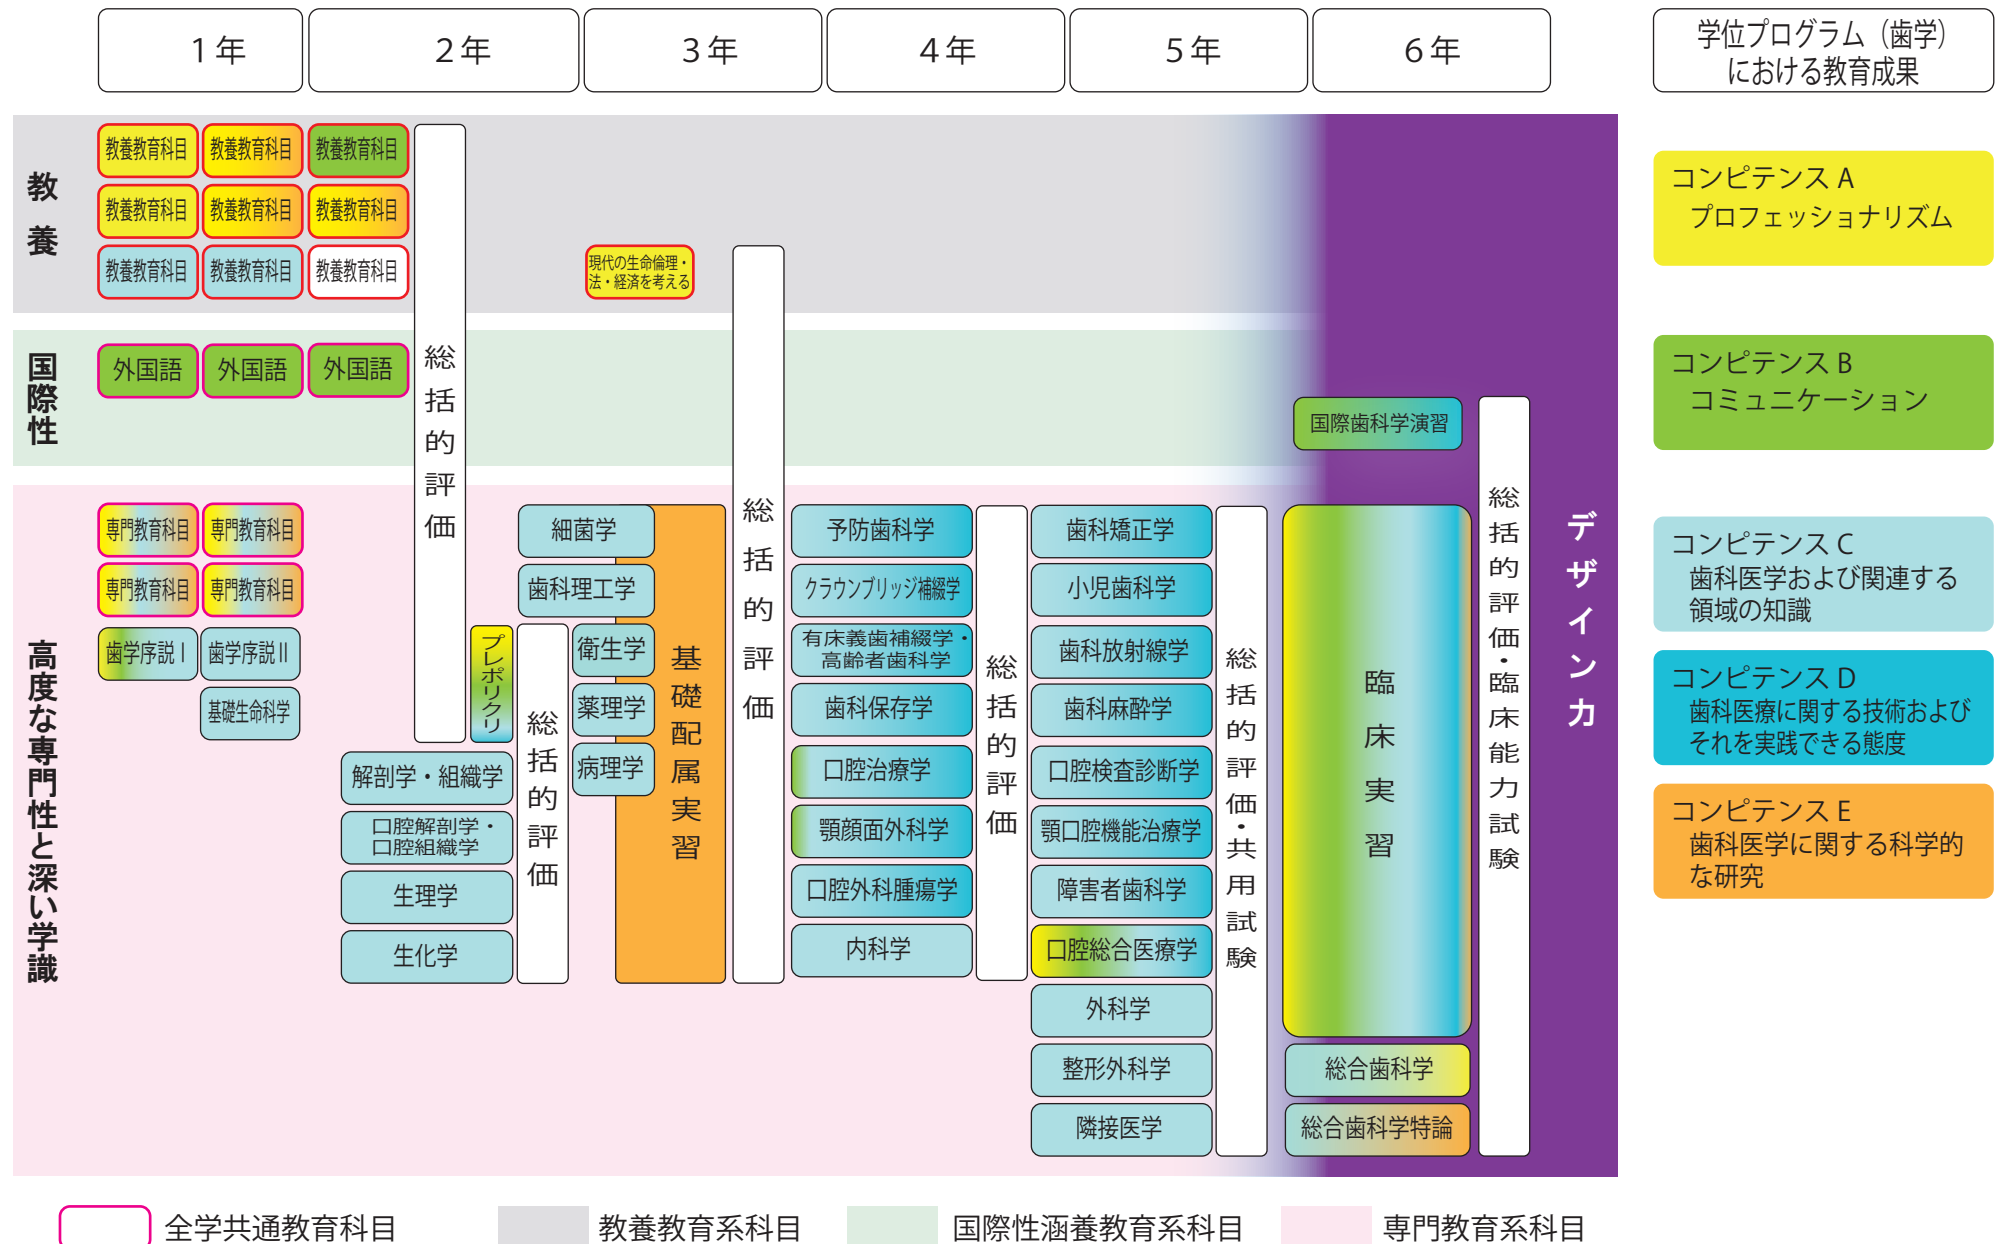 1年
2年
3年
4年
5年
6年
学位プログラム（歯学）
における教育成果
教養
教養教育科目
教養教育科目
教養教育科目
教養教育科目
教養教育科目
教養教育科目
教養教育科目
教養教育科目
教養教育科目
現代の生命倫理・
法・経済を考える
国際性
外国語
外国語
外国語
国際歯科学演習
高度な専門性と深い学識
専門教育科目
専門教育科目
専門教育科目
専門教育科目
歯学序説Ⅰ
歯学序説Ⅱ
基礎生命科学
総括的評価
プレポリクリ
解剖学・組織学
口腔解剖学・
口腔組織学
生理学
生化学
総括的評価
細菌学
歯科理工学
衛生学
薬理学
病理学
基礎配属実習
総括的評価
予防歯科学
クラウンブリッジ補綴学
有床義歯補綴学・
高齢者歯科学
歯科保存学
口腔治療学
顎顔面外科学
口腔外科腫瘍学
内科学
総括的評価
歯科矯正学
小児歯科学
歯科放射線学
歯科麻酔学
口腔検査診断学
顎口腔機能治療学
障害者歯科学
口腔総合医療学
外科学
整形外科学
隣接医学
総括的評価・共用試験
臨床実習
総合歯科学
総合歯科学特論
総括的評価・臨床能力試験
デザイン力
コンピテンス A
プロフェッショナリズム
コンピテンス B
コミュニケーション
コンピテンス C
歯科医学および関連する
領域の知識
コンピテンス D
歯科医療に関する技術および
それを実践できる態度
コンピテンス E
歯科医学に関する科学的
な研究
全学共通教育科目
教養教育系科目
国際性涵養教育系科目
専門教育系科目